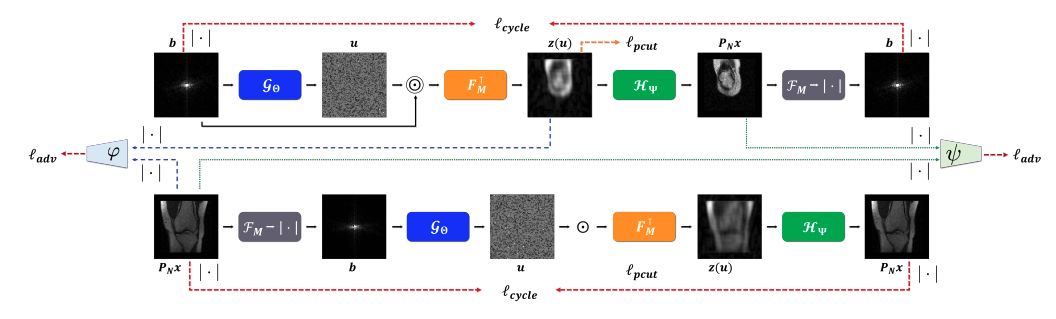 ℓ_cycle
b |·| u z(u) ℓ_pcut P_N x b |·|
𝒢_Θ ⊙ F_M^† ℋ_Ψ ℱ_M → |·|
|·| |·|
ℓ_adv φ ψ ℓ_adv
|·| |·|
ℱ_M → |·| 𝒢_Θ ⊙ F_M^† ℋ_Ψ
P_N x |·| b u z(u) ℓ_pcut P_N x |·|
ℓ_cycle